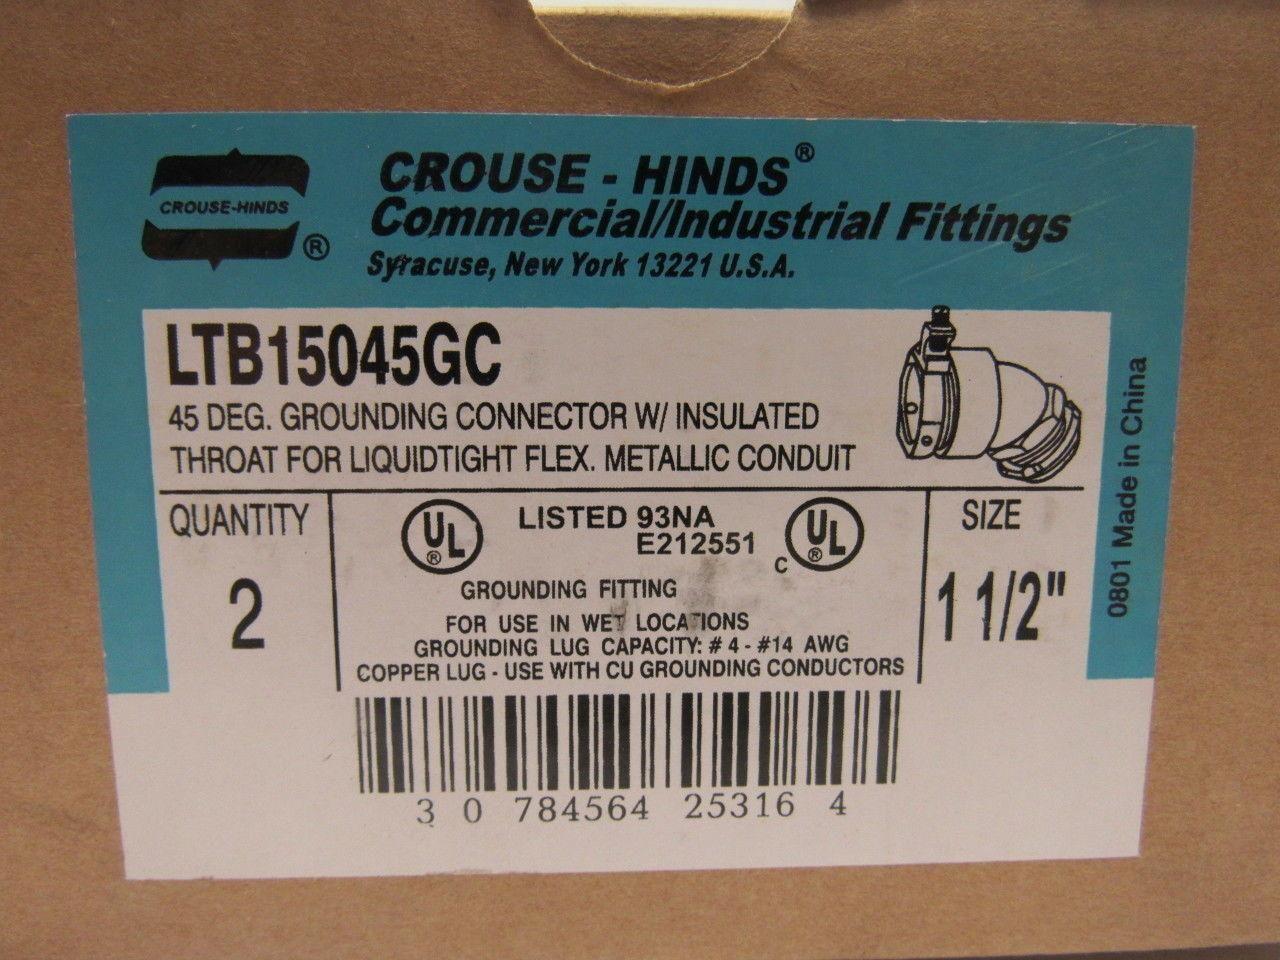 CROUSE-HINDS
®
CROUSE - HINDS®
Commercial/Industrial Fittings
Syracuse, New York 13221 U.S.A.
LTB15045GC
45 DEG. GROUNDING CONNECTOR W/ INSULATED
THROAT FOR LIQUIDTIGHT FLEX. METALLIC CONDUIT
QUANTITY
2
UL®
LISTED 93NA
E212551
C UL®
GROUNDING FITTING
FOR USE IN WET LOCATIONS
GROUNDING LUG CAPACITY: # 4 - #14 AWG
COPPER LUG - USE WITH CU GROUNDING CONDUCTORS
SIZE
1 1/2"
0801 Made in China
3 0 784564 25316 4